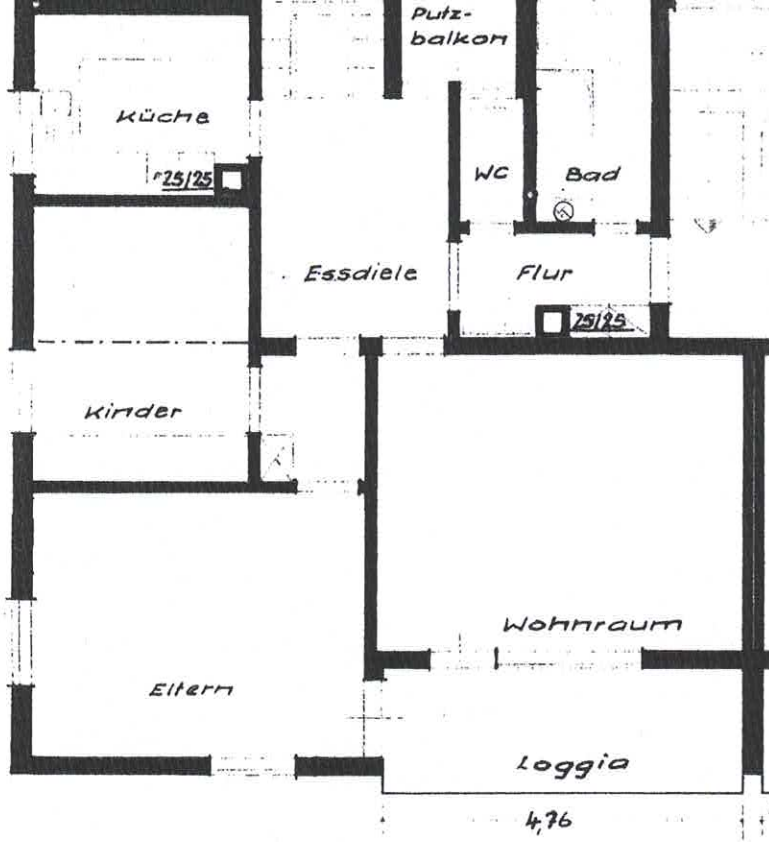 Putz-
balkon
Küche
25/25
WC
Bad
Essdiele
Flur
25/25
Kinder
Wohnraum
Eltern
Loggia
4,76